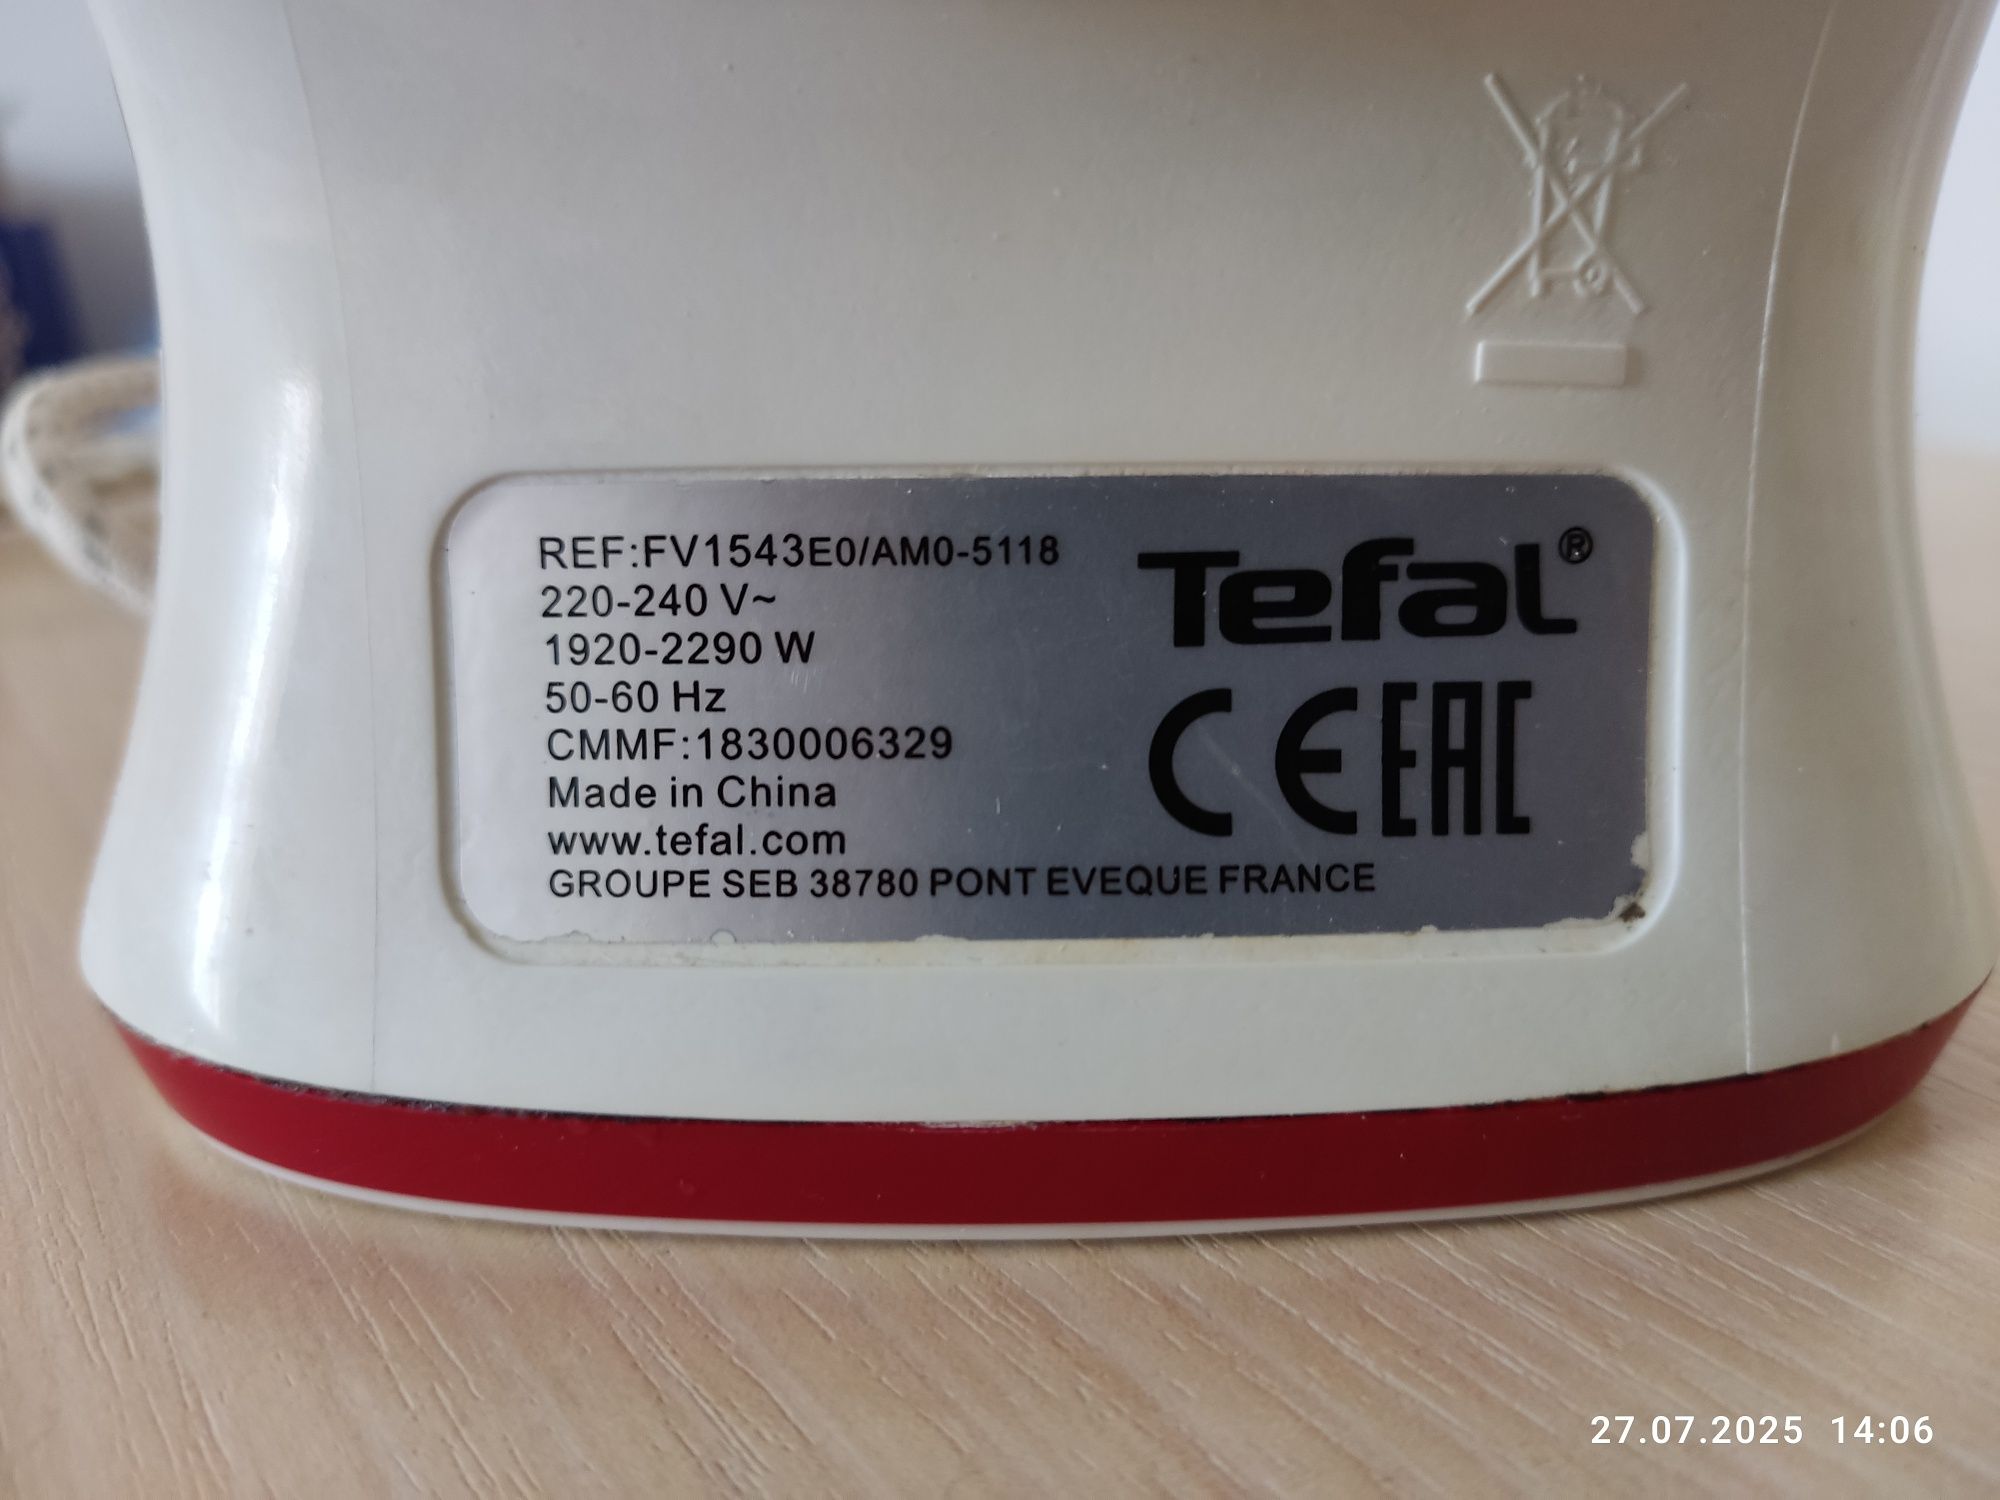 REF:FV1543E0/AM0-5118
220-240 V~
1920-2290 W
50-60 Hz
CMMF:1830006329
Made in China
www.tefal.com
GROUPE SEB 38780 PONT EVEQUE FRANCE
Tefal®
CE EAC
27.07.2025 14:06